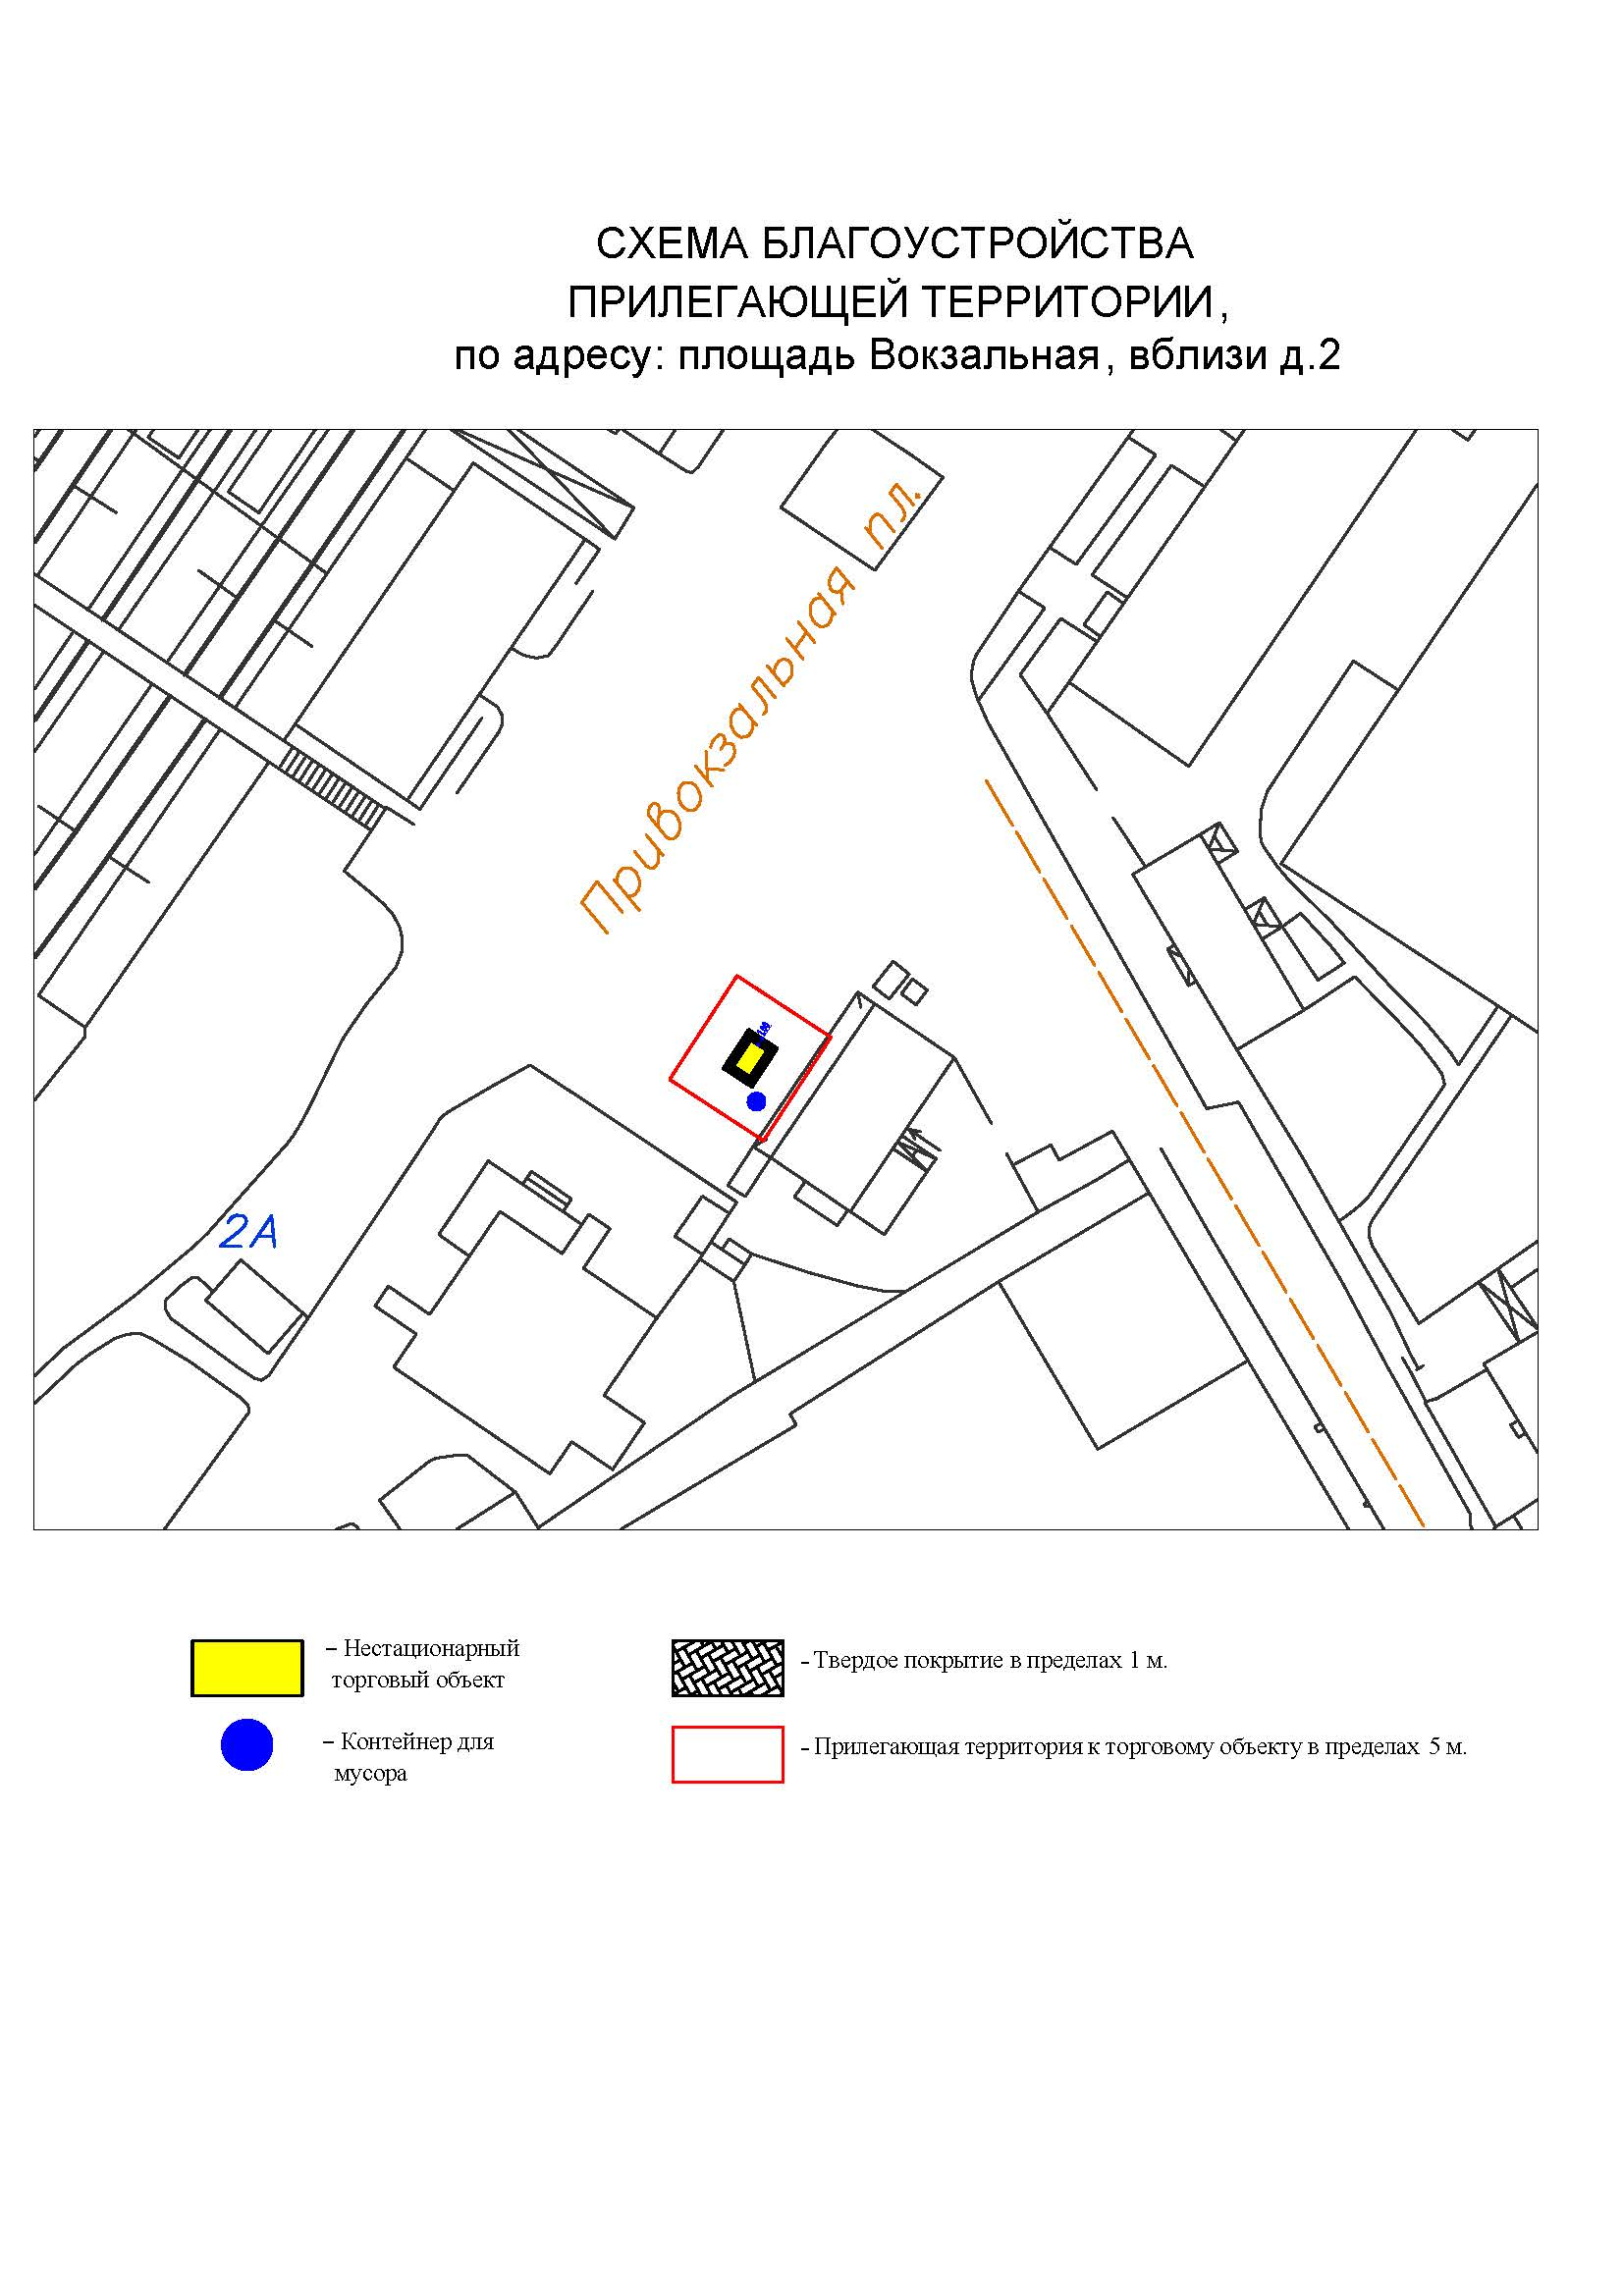 СХЕМА БЛАГОУСТРОЙСТВА
ПРИЛЕГАЮЩЕЙ ТЕРРИТОРИИ,
по адресу: площадь Вокзальная, вблизи д.2
Привокзальная пл.
2А
– Нестационарный
торговый объект
– Твердое покрытие в пределах 1 м.
– Контейнер для
мусора
– Прилегающая территория к торговому объекту в пределах 5 м.